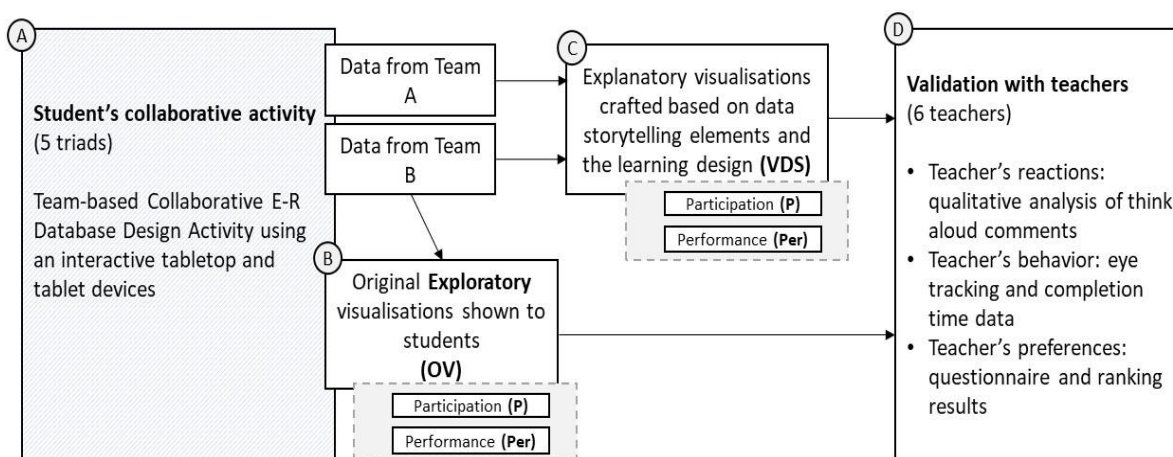 A
Student's collaborative activity
(5 triads)
Team-based Collaborative E-R
Database Design Activity using
an interactive tabletop and
tablet devices
Data from Team
A
Data from Team
B
B
Original Exploratory
visualisations shown to
students
(OV)
Participation (P)
Performance (Per)
C
Explanatory visualisations
crafted based on data
storytelling elements and
the learning design (VDS)
Participation (P)
Performance (Per)
D
Validation with teachers
(6 teachers)
• Teacher's reactions:
qualitative analysis of think
aloud comments
• Teacher's behavior: eye
tracking and completion
time data
• Teacher's preferences:
questionnaire and ranking
results